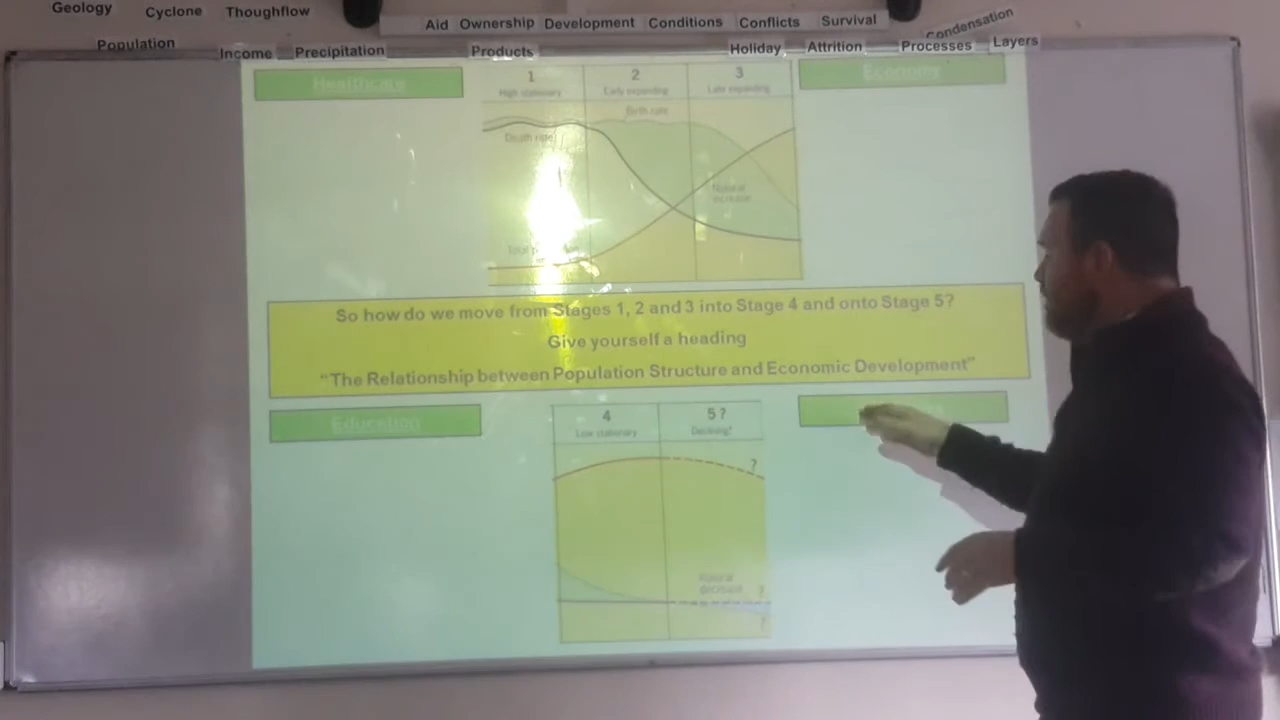 Geology
Cyclone
Thoughflow
Aid Ownership Development Conditions Conflicts Survival
Condensation
Population
Income
Precipitation
Products
Holiday
Attrition
Processes
Layers
Healthcare
1
High stationary
2
Early expanding
3
Late expanding
Economy
Birth rate
Death rate
Natural
increase
So how do we move from Stages 1, 2 and 3 into Stage 4 and onto Stage 5?
Give yourself a heading
"The Relationship between Population Structure and Economic Development"
Education
4
Low stationary
5?
Declining?
?
Natural
decrease
?
?